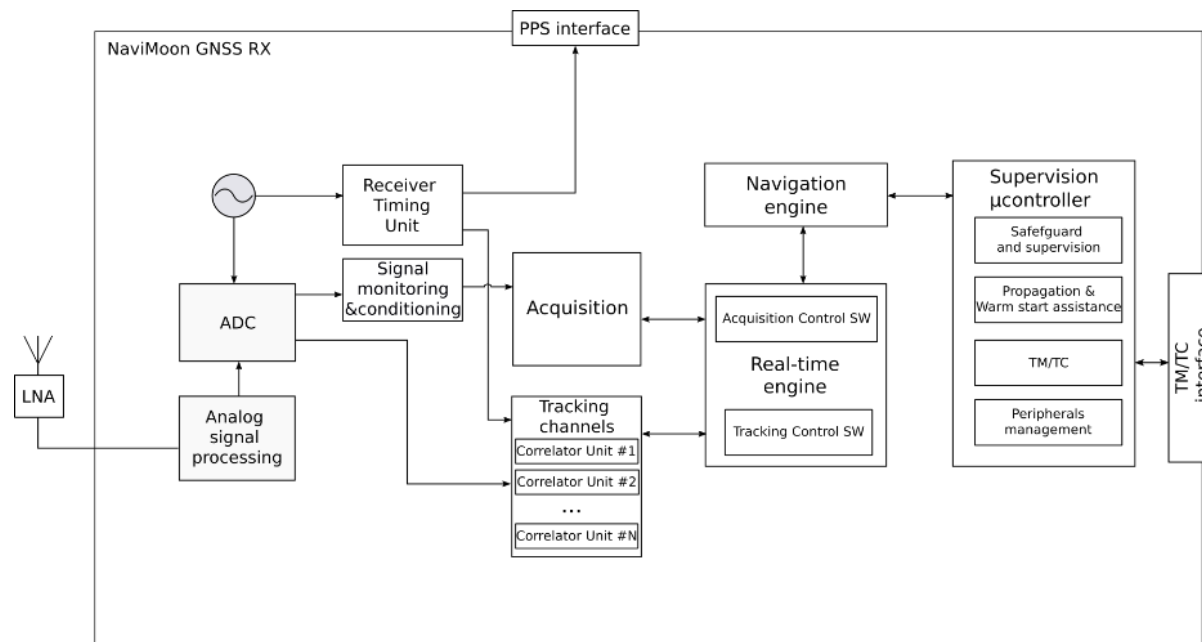 PPS interface
NaviMoon GNSS RX
Receiver
Timing
Unit
Signal
monitoring
&conditioning
ADC
LNA
Analog
signal
processing
Acquisition
Tracking
channels
Correlator Unit #1
Correlator Unit #2
...
Correlator Unit #N
Navigation
engine
Acquisition Control SW
Real-time
engine
Tracking Control SW
Supervision
μcontroller
Safefguard
and supervision
Propagation &
Warm start assistance
TM/TC
Peripherals
management
TM/TC
interface